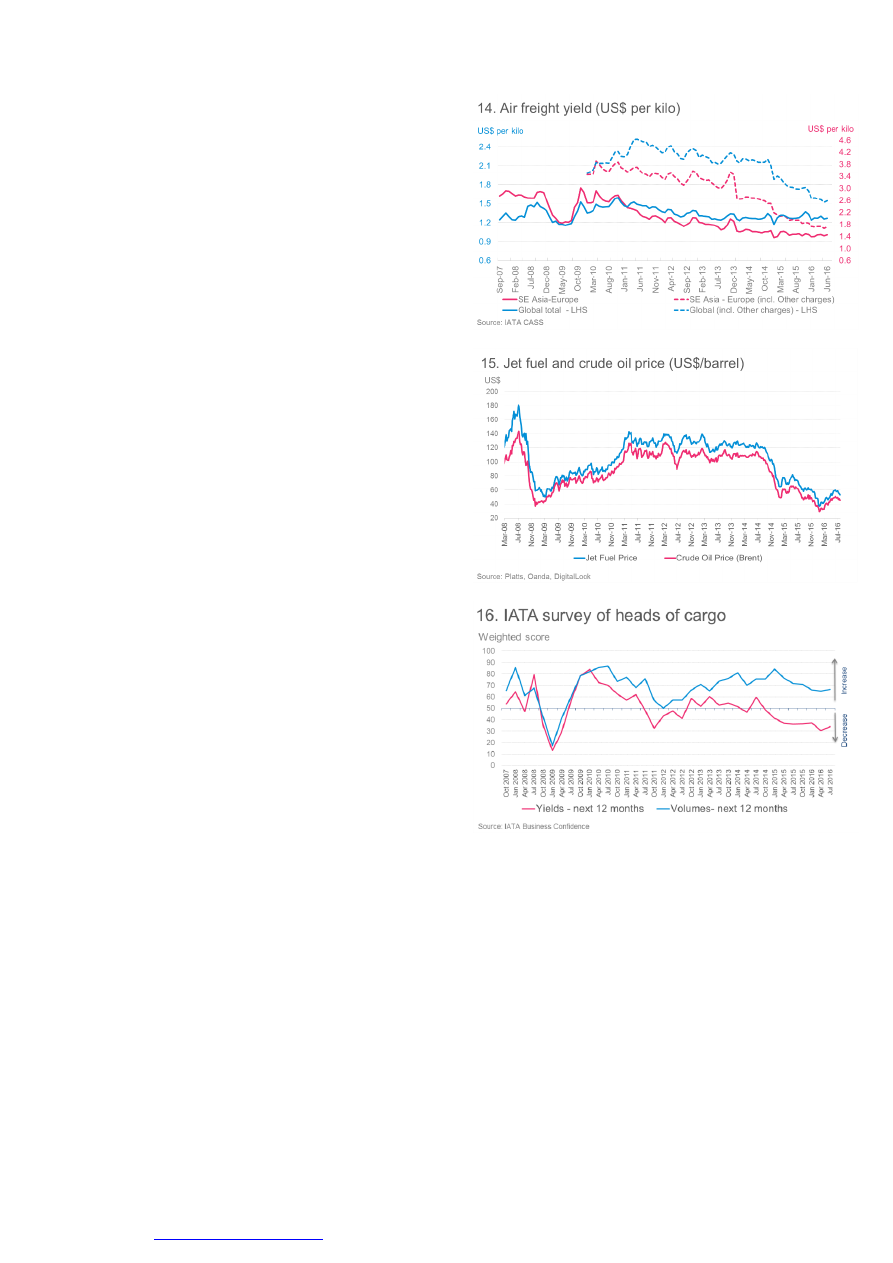 14. Air freight yield (US$ per kilo)
US$ per kilo
US$ per kilo
2.4
2.1
1.8
1.5
1.2
0.9
0.6
4.6
4.2
3.8
3.4
3.0
2.6
2.2
1.8
1.4
1.0
0.6
Sep-07
Feb-08
Jul-08
Dec-08
May-09
Oct-09
Mar-10
Aug-10
Jan-11
Jun-11
Nov-11
Apr-12
Sep-12
Feb-13
Jul-13
Dec-13
May-14
Oct-14
Mar-15
Aug-15
Jan-16
Jun-16
SE Asia-Europe
SE Asia - Europe (incl. Other charges)
Global total - LHS
Global (incl. Other charges) - LHS
Source: IATA CASS
15. Jet fuel and crude oil price (US$/barrel)
US$
200
180
160
140
120
100
80
60
40
20
Mar-08
Jul-08
Nov-08
Mar-09
Jul-09
Nov-09
Mar-10
Jul-10
Nov-10
Mar-11
Jul-11
Nov-11
Mar-12
Jul-12
Nov-12
Mar-13
Jul-13
Nov-13
Mar-14
Jul-14
Nov-14
Mar-15
Jul-15
Nov-15
Mar-16
Jul-16
Jet Fuel Price
Crude Oil Price (Brent)
Source: Platts, Oanda, DigitalLook
16. IATA survey of heads of cargo
Weighted score
100
90
80
70
60
50
40
30
20
10
0
Increase
Decrease
Oct 2007
Jan 2008
Apr 2008
Jul 2008
Oct 2008
Jan 2009
Apr 2009
Jul 2009
Oct 2009
Jan 2010
Apr 2010
Jul 2010
Oct 2010
Jan 2011
Apr 2011
Jul 2011
Oct 2011
Jan 2012
Apr 2012
Jul 2012
Oct 2012
Jan 2013
Apr 2013
Jul 2013
Oct 2013
Jan 2014
Apr 2014
Jul 2014
Oct 2014
Jan 2015
Apr 2015
Jul 2015
Oct 2015
Jan 2016
Apr 2016
Jul 2016
Yields - next 12 months
Volumes- next 12 months
Source: IATA Business Confidence